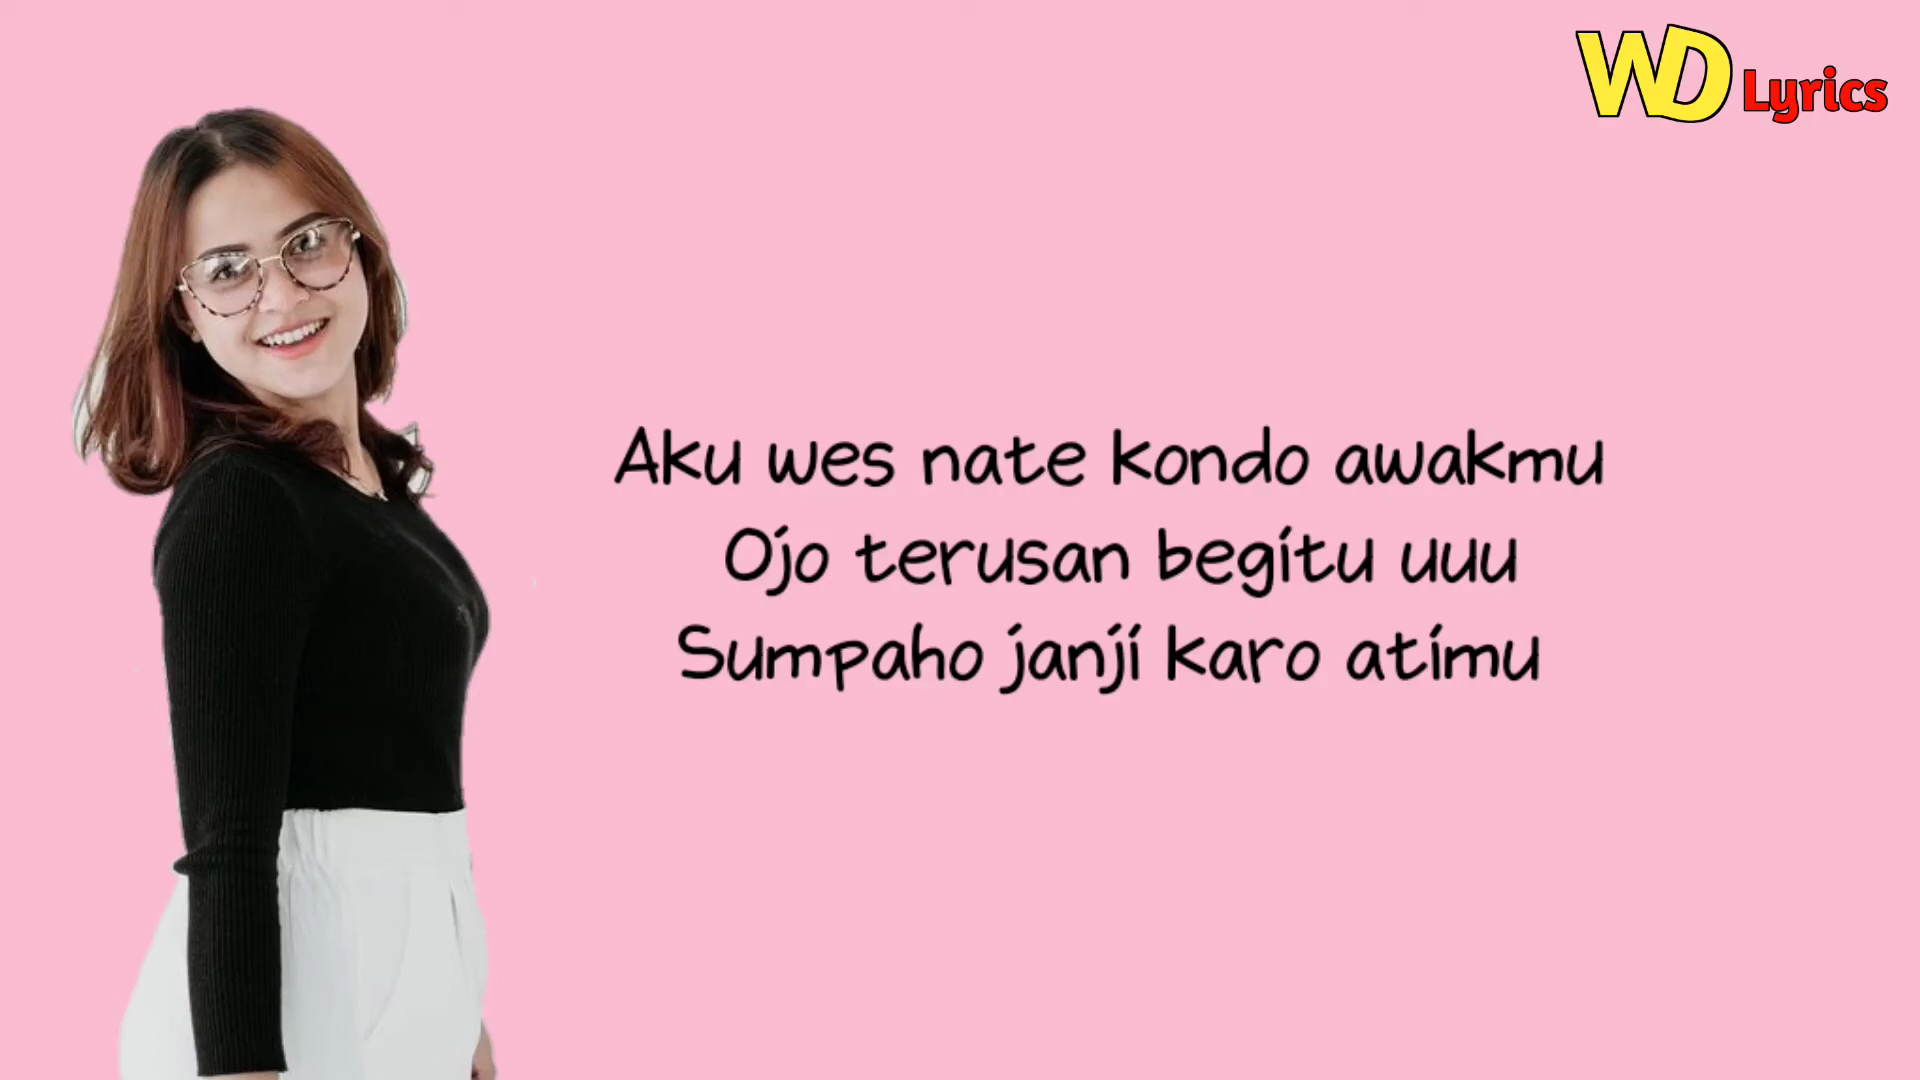 WD Lyrics
Aku wes nate kondo awakmu
Ojo terusan begitu uuu
Sumpaho janji karo atimu